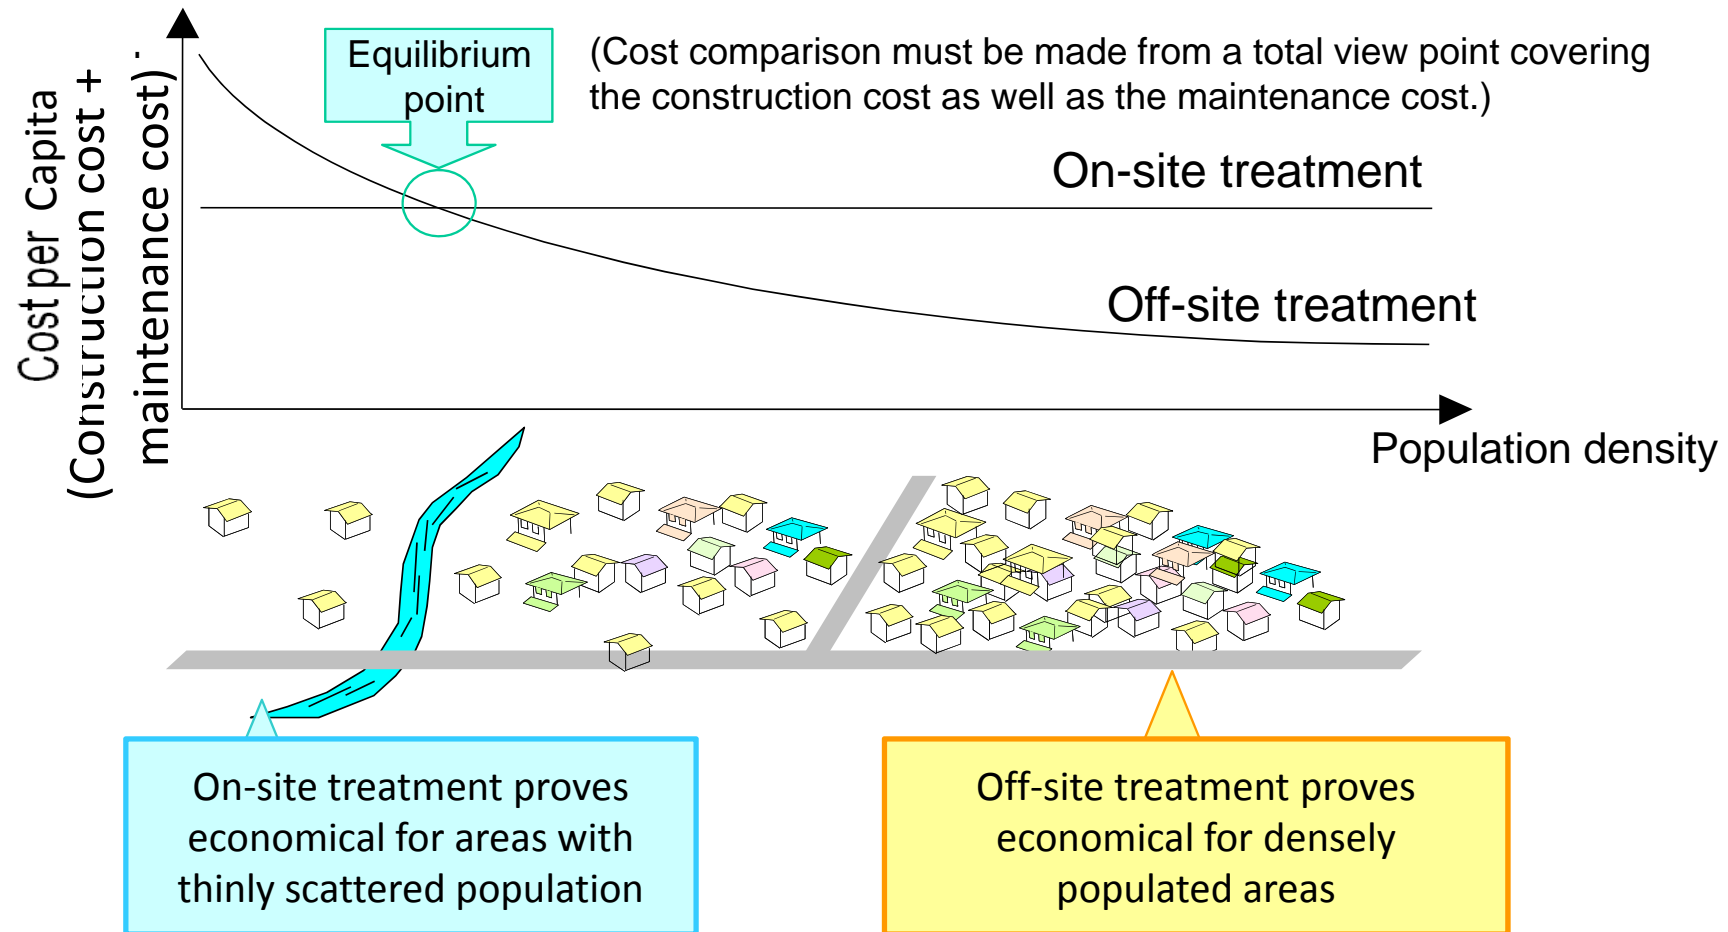 Equilibrium
point
(Cost comparison must be made from a total view point covering
the construction cost as well as the maintenance cost.)
Cost per Capita
(Construction cost +
maintenance cost)
On-site treatment
Off-site treatment
Population density
On-site treatment proves
economical for areas with
thinly scattered population
Off-site treatment proves
economical for densely
populated areas